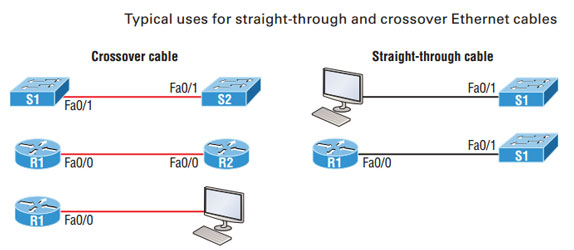 Typical uses for straight-through and crossover Ethernet cables
Crossover cable
S1 Fa0/1 Fa0/1 S2
R1 Fa0/0 Fa0/0 R2
R1 Fa0/0
Straight-through cable
Fa0/1 S1
R1 Fa0/0 Fa0/1 S1